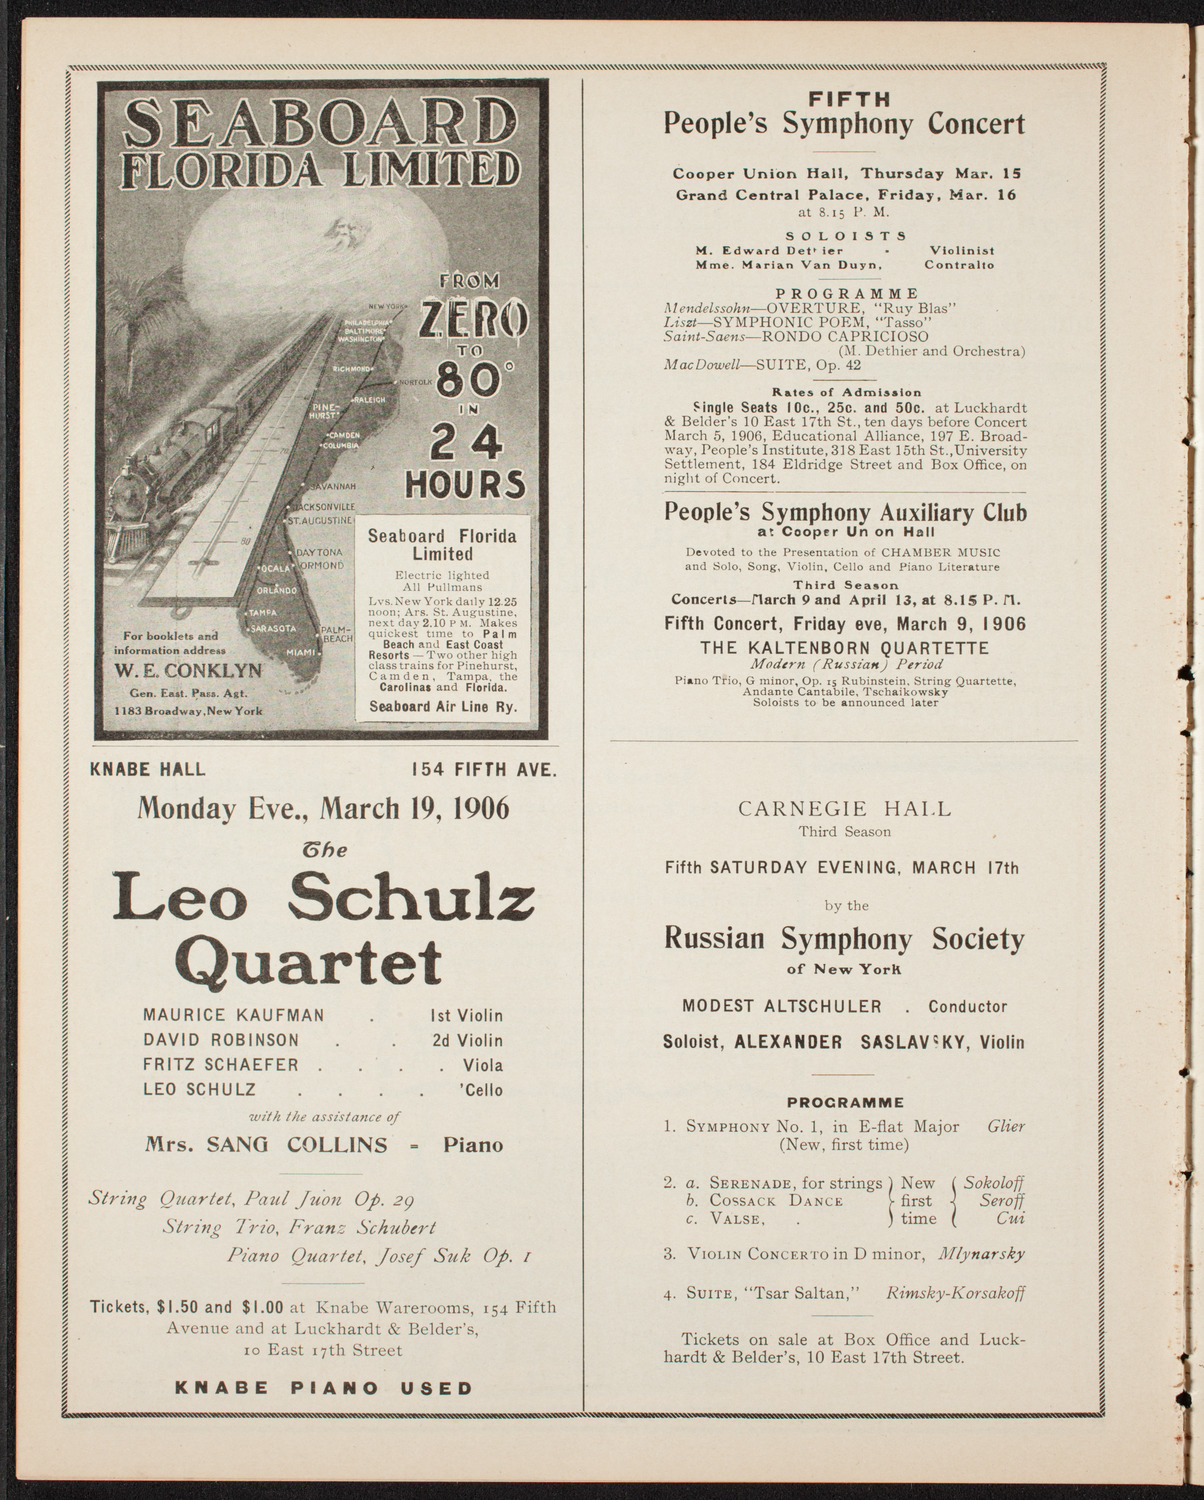 SEABOARD
FLORIDA LIMITED
FROM
ZERO
TO
80°
IN
24
HOURS
NEW YORK
PHILADELPHIA
BALTIMORE
WASHINGTON
RICHMOND
NORFOLK
RALEIGH
PINE-
HURST
CAMDEN
COLUMBIA
SAVANNAH
JACKSONVILLE
ST. AUGUSTINE
DAYTONA
ORMOND
OCALA
ORLANDO
TAMPA
SARASOTA
PALM-
BEACH
MIAMI
80
For booklets and
information address
W. E. CONKLYN
Gen. East. Pass. Agt.
1183 Broadway, New York
Seaboard Florida
Limited
Electric lighted
All Pullmans
Lvs. New York daily 12.25
noon; Ars. St. Augustine,
next day 2.10 P M. Makes
quickest time to Palm
Beach and East Coast
Resorts — Two other high
class trains for Pinehurst,
Camden, Tampa, the
Carolinas and Florida.
Seaboard Air Line Ry.
KNABE HALL 154 FIFTH AVE.
Monday Eve., March 19, 1906
The
Leo Schulz
Quartet
MAURICE KAUFMAN . 1st Violin
DAVID ROBINSON . . 2d Violin
FRITZ SCHAEFER . . . . Viola
LEO SCHULZ . . . . 'Cello
with the assistance of
Mrs. SANG COLLINS = Piano
String Quartet, Paul Juon Op. 29
String Trio, Franz Schubert
Piano Quartet, Josef Suk Op. 1
Tickets, $1.50 and $1.00 at Knabe Warerooms, 154 Fifth
Avenue and at Luckhardt & Belder's,
10 East 17th Street
KNABE PIANO USED
FIFTH
People's Symphony Concert
Cooper Union Hall, Thursday Mar. 15
Grand Central Palace, Friday, Mar. 16
at 8.15 P. M.
SOLOISTS
M. Edward Det' ier - Violinist
Mme. Marian Van Duyn, Contralto
PROGRAMME
Mendelssohn—OVERTURE, "Ruy Blas"
Liszt—SYMPHONIC POEM, "Tasso"
Saint-Saens—RONDO CAPRICIOSO
(M. Dethier and Orchestra)
MacDowell—SUITE, Op. 42
Rates of Admission
Single Seats 10c., 25c. and 50c. at Luckhardt
& Belder's 10 East 17th St., ten days before Concert
March 5, 1906, Educational Alliance, 197 E. Broad-
way, People's Institute, 318 East 15th St., University
Settlement, 184 Eldridge Street and Box Office, on
night of Concert.
People's Symphony Auxiliary Club
at Cooper Un on Hall
Devoted to the Presentation of CHAMBER MUSIC
and Solo, Song, Violin, Cello and Piano Literature
Third Season
Concerts—March 9 and April 13, at 8.15 P. M.
Fifth Concert, Friday eve, March 9, 1906
THE KALTENBORN QUARTETTE
Modern (Russian) Period
Piano Trio, G minor, Op. 15 Rubinstein, String Quartette,
Andante Cantabile, Tschaikowsky
Soloists to be announced later
CARNEGIE HALL
Third Season
Fifth SATURDAY EVENING, MARCH 17th
by the
Russian Symphony Society
of New York
MODEST ALTSCHULER . Conductor
Soloist, ALEXANDER SASLAVSKY, Violin
PROGRAMME
1. SYMPHONY No. 1, in E-flat Major Glier
(New, first time)
2. a. SERENADE, for strings } New { Sokoloff
b. COSSACK DANCE } first { Seroff
c. VALSE, . } time { Cui
3. VIOLIN CONCERTO in D minor, Mlynarsky
4. SUITE, "Tsar Saltan," Rimsky-Korsakoff
Tickets on sale at Box Office and Luck-
hardt & Belder's, 10 East 17th Street.